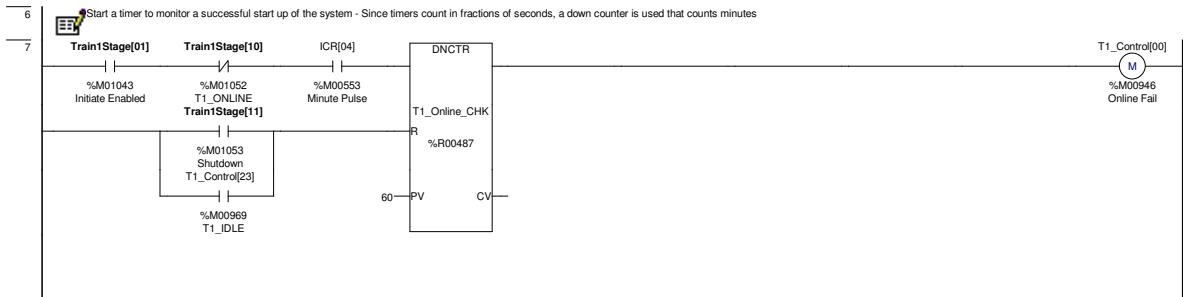 6
Start a timer to monitor a successful start up of the system - Since timers count in fractions of seconds, a down counter is used that counts minutes
7
Train1Stage[01] Train1Stage[10] ICR[04] DNCTR T1_Control[00]
M
%M01043 %M01052 %M00553 %M00946
Initiate Enabled T1_ONLINE Minute Pulse Online Fail
Train1Stage[11] T1_Online_CHK
R
%R00487
%M01053
Shutdown
T1_Control[23]
60 PV CV
%M00969
T1_IDLE